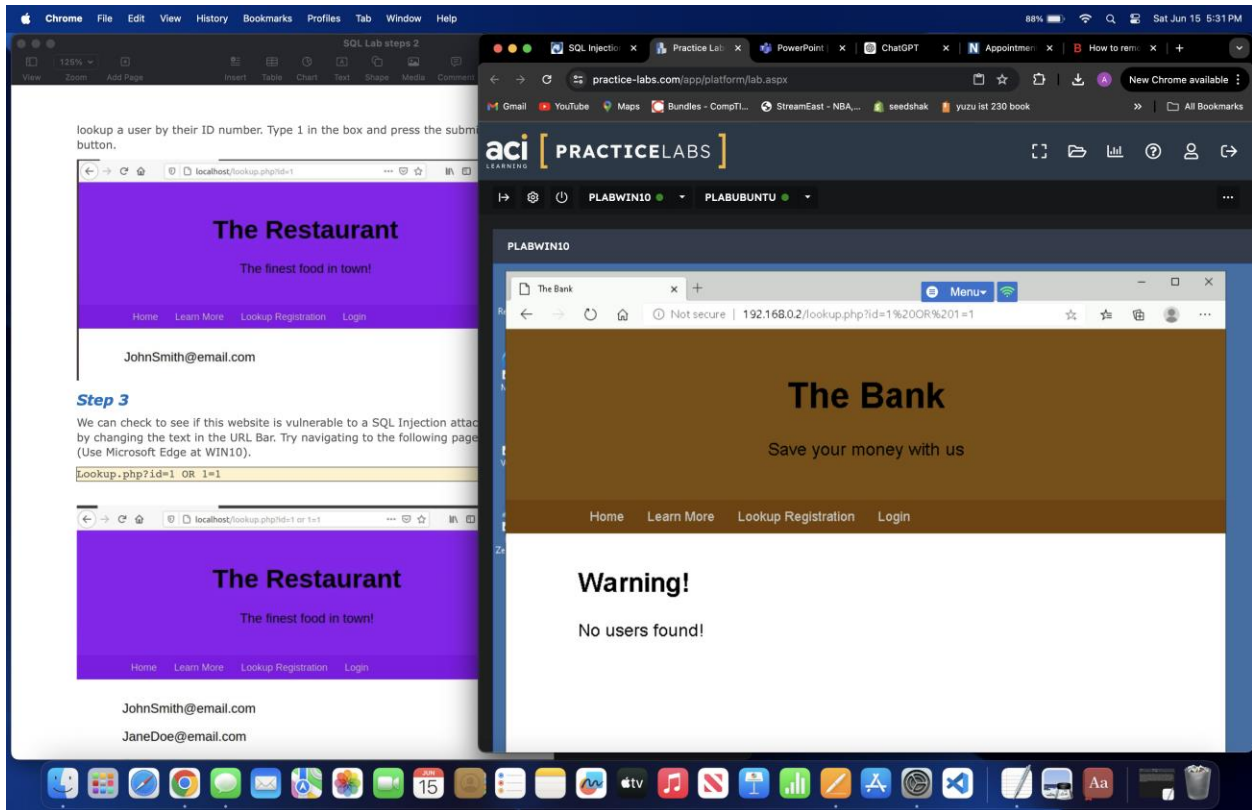 Chrome File Edit View History Bookmarks Profiles Tab Window Help
88% Sat Jun 15 5:31 PM
SQL Lab steps 2
125%
View Zoom Add Page Insert Table Chart Text Shape Media Comment
lookup a user by their ID number. Type 1 in the box and press the submi
button.
localhost/lookup.php?id=1
The Restaurant
The finest food in town!
Home Learn More Lookup Registration Login
JohnSmith@email.com
Step 3
We can check to see if this website is vulnerable to a SQL Injection attac
by changing the text in the URL Bar. Try navigating to the following page
(Use Microsoft Edge at WIN10).
Lookup.php?id=1 OR 1=1
localhost/lookup.php?id=1 or 1=1
The Restaurant
The finest food in town!
Home Learn More Lookup Registration Login
JohnSmith@email.com
JaneDoe@email.com
SQL Injection Practice Lab PowerPoint ChatGPT Appointmen How to rem
practice-labs.com/app/platform/lab.aspx
New Chrome available
Gmail YouTube Maps Bundles - CompTI... StreamEast - NBA,... seedshak yuzu ist 230 book » All Bookmarks
aci LEARNING [ PRACTICELABS ]
PLABWIN10 PLABUBUNTU
PLABWIN10
The Bank
Menu
Not secure | 192.168.0.2/lookup.php?id=1%20OR%201=1
The Bank
Save your money with us
Home Learn More Lookup Registration Login
Warning!
No users found!
JUN
15
tv
Aa